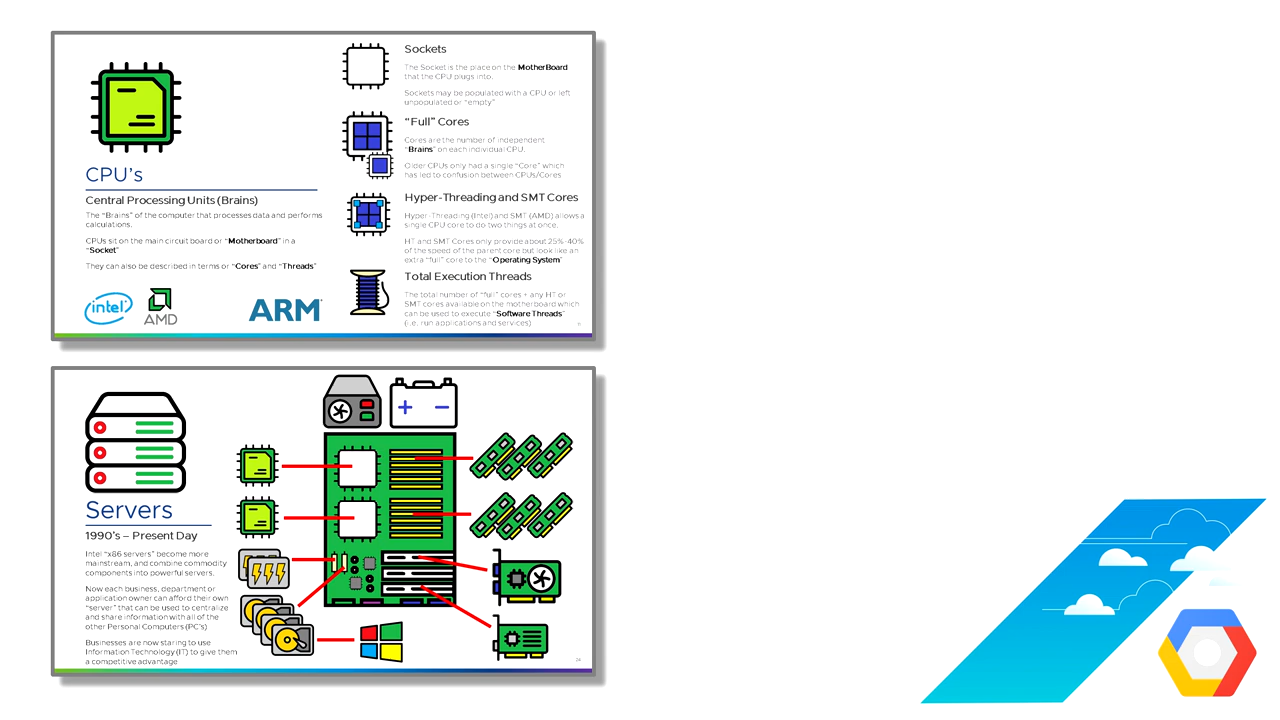 CPU's
Central Processing Units (Brains)
The "Brains" of the computer that processes data and performs
calculations.
CPUs sit on the main circuit board or "Motherboard" in a
"Socket"
They can also be described in terms or "Cores" and "Threads"
intel
AMD
ARM
Sockets
The Socket is the place on the MotherBoard
that the CPU plugs into.
Sockets may be populated with a CPU or left
unpopulated or "empty"
"Full" Cores
Cores are the number of independent
"Brains" on each individual CPU.
Older CPUs only had a single "Core" which
has led to confusion between CPUs/Cores
Hyper-Threading and SMT Cores
Hyper-Threading (Intel) and SMT (AMD) allows a
single CPU core to do two things at once.
HT and SMT Cores only provide about 25%-40%
of the speed of the parent core but look like an
extra "full" core to the "Operating System"
Total Execution Threads
The total number of "full" cores + any HT or
SMT cores available on the motherboard which
can be used to execute "Software Threads"
(i.e. run applications and services)
Servers
1990's – Present Day
Intel "x86 servers" become more
mainstream, and combine commodity
components into powerful servers.
Now each business, department or
application owner can afford their own
"server" that can be used to centralize
and share information with all of the
other Personal Computers (PC's)
Businesses are now staring to use
Information Technology (IT) to give them
a competitive advantage